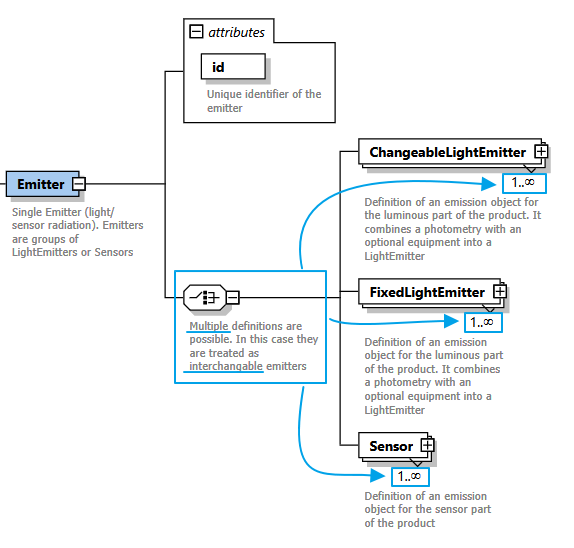 attributes
id
Unique identifier of the
emitter
Emitter
Single Emitter (light/
sensor radiation). Emitters
are groups of
LightEmitters or Sensors
Multiple definitions are
possible. In this case they
are treated as
interchangable emitters
ChangeableLightEmitter
1..∞
Definition of an emission object for
the luminous part of the product. It
combines a photometry with an
optional equipment into a
LightEmitter
FixedLightEmitter
1..∞
Definition of an emission
object for the luminous part
of the product. It combines
a photometry with an
optional equipment into a
LightEmitter
Sensor
1..∞
Definition of an emission
object for the sensor part
of the product